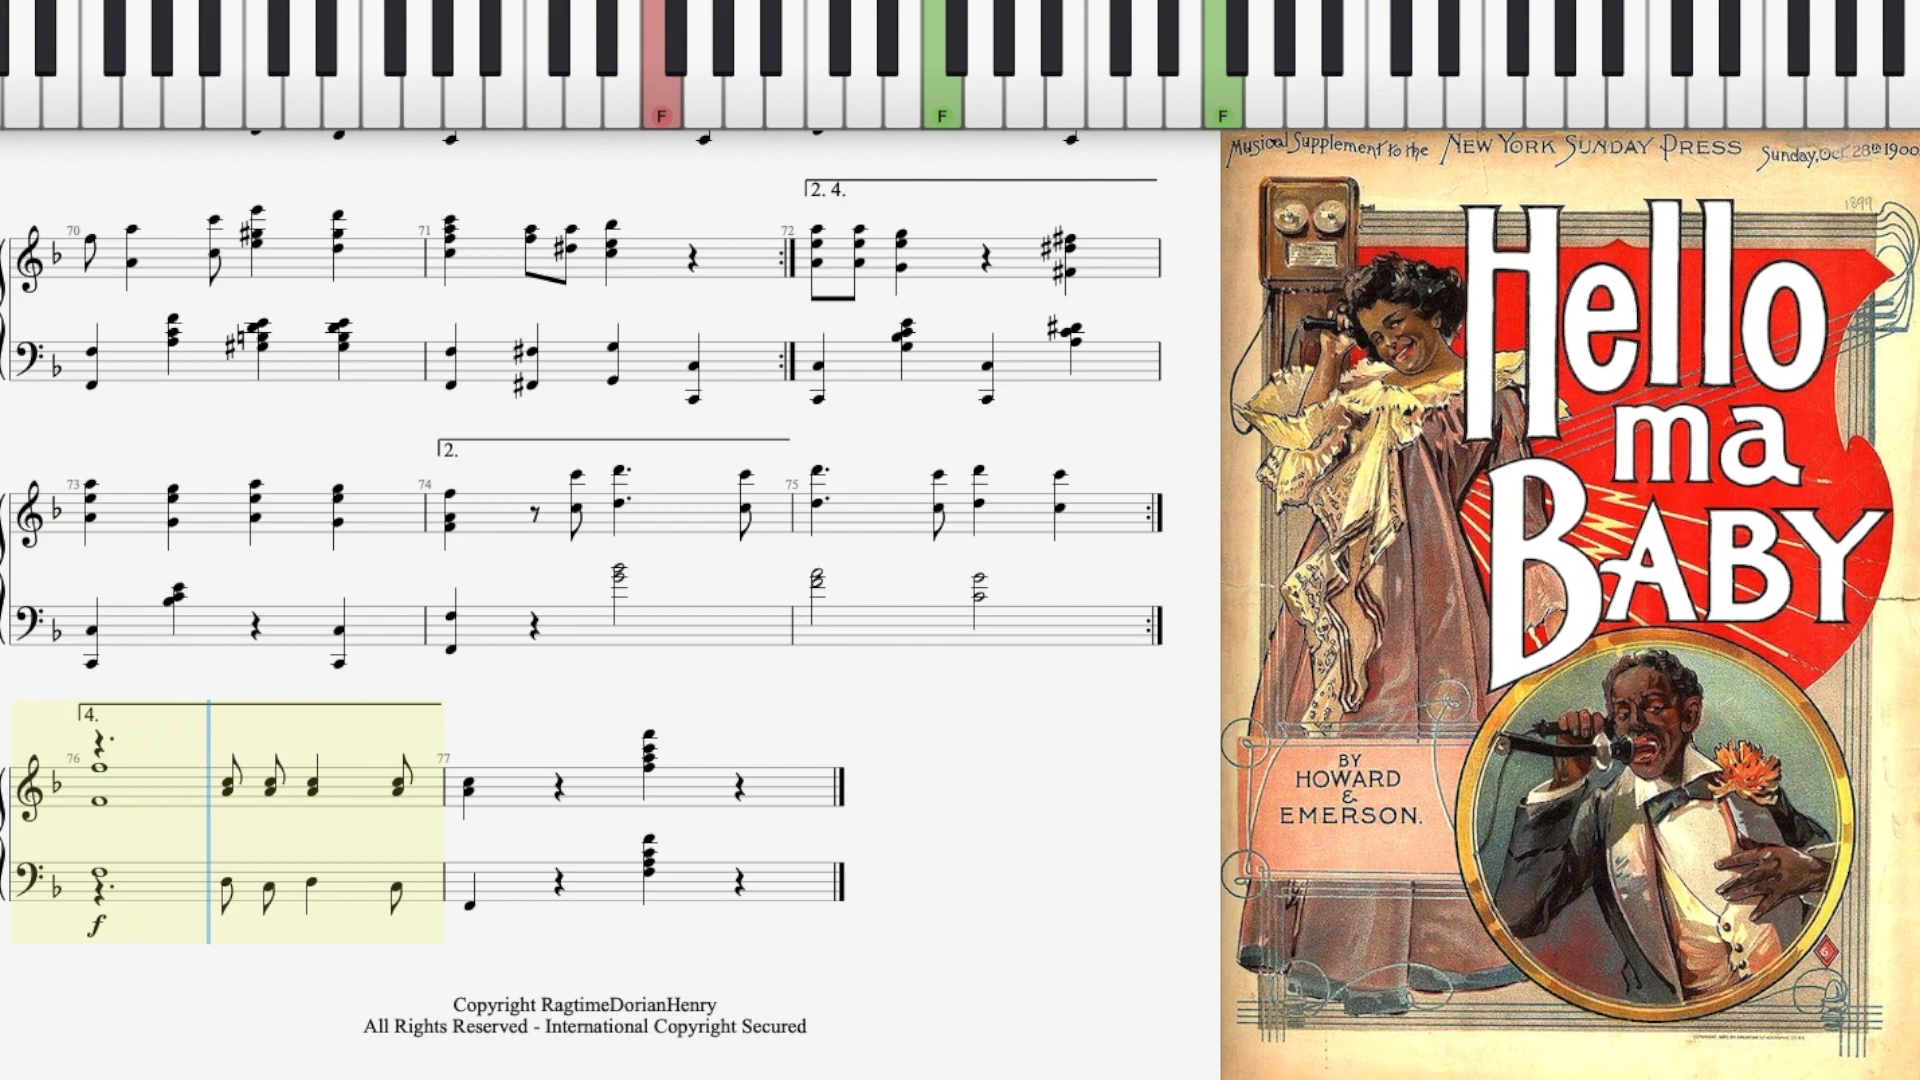 F F F
70 71 2. 4. 72
73 74 2. 75
4.
76 77
f
Copyright RagtimeDorianHenry
All Rights Reserved - International Copyright Secured
Musical Supplement to the NEW YORK SUNDAY PRESS Sunday, Oct 28th 1900
1899
Hello
ma
BABY
BY
HOWARD
&
EMERSON.
6